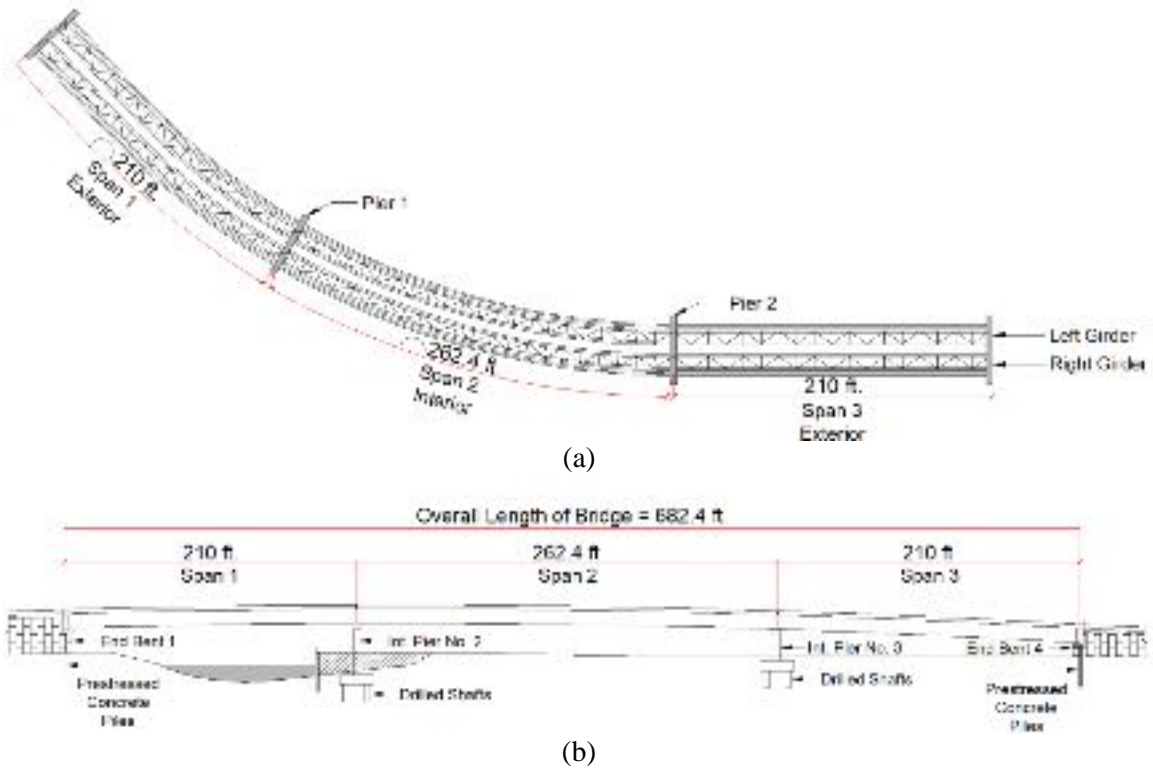 210 ft.
Span 1
Exterior
Pier 1
262.4 ft
Span 2
Interior
Pier 2
Left Girder
Right Girder
210 ft.
Span 3
Exterior
(a)
Overall Length of Bridge = 682.4 ft
210 ft
Span 1
262.4 ft
Span 2
210 ft
Span 3
End Bent 1
Int. Pier No. 2
Int. Pier No. 3
End Bent 4
Prestressed
Concrete
Piles
Drilled Shafts
Drilled Shafts
Prestressed
Concrete
Piles
(b)